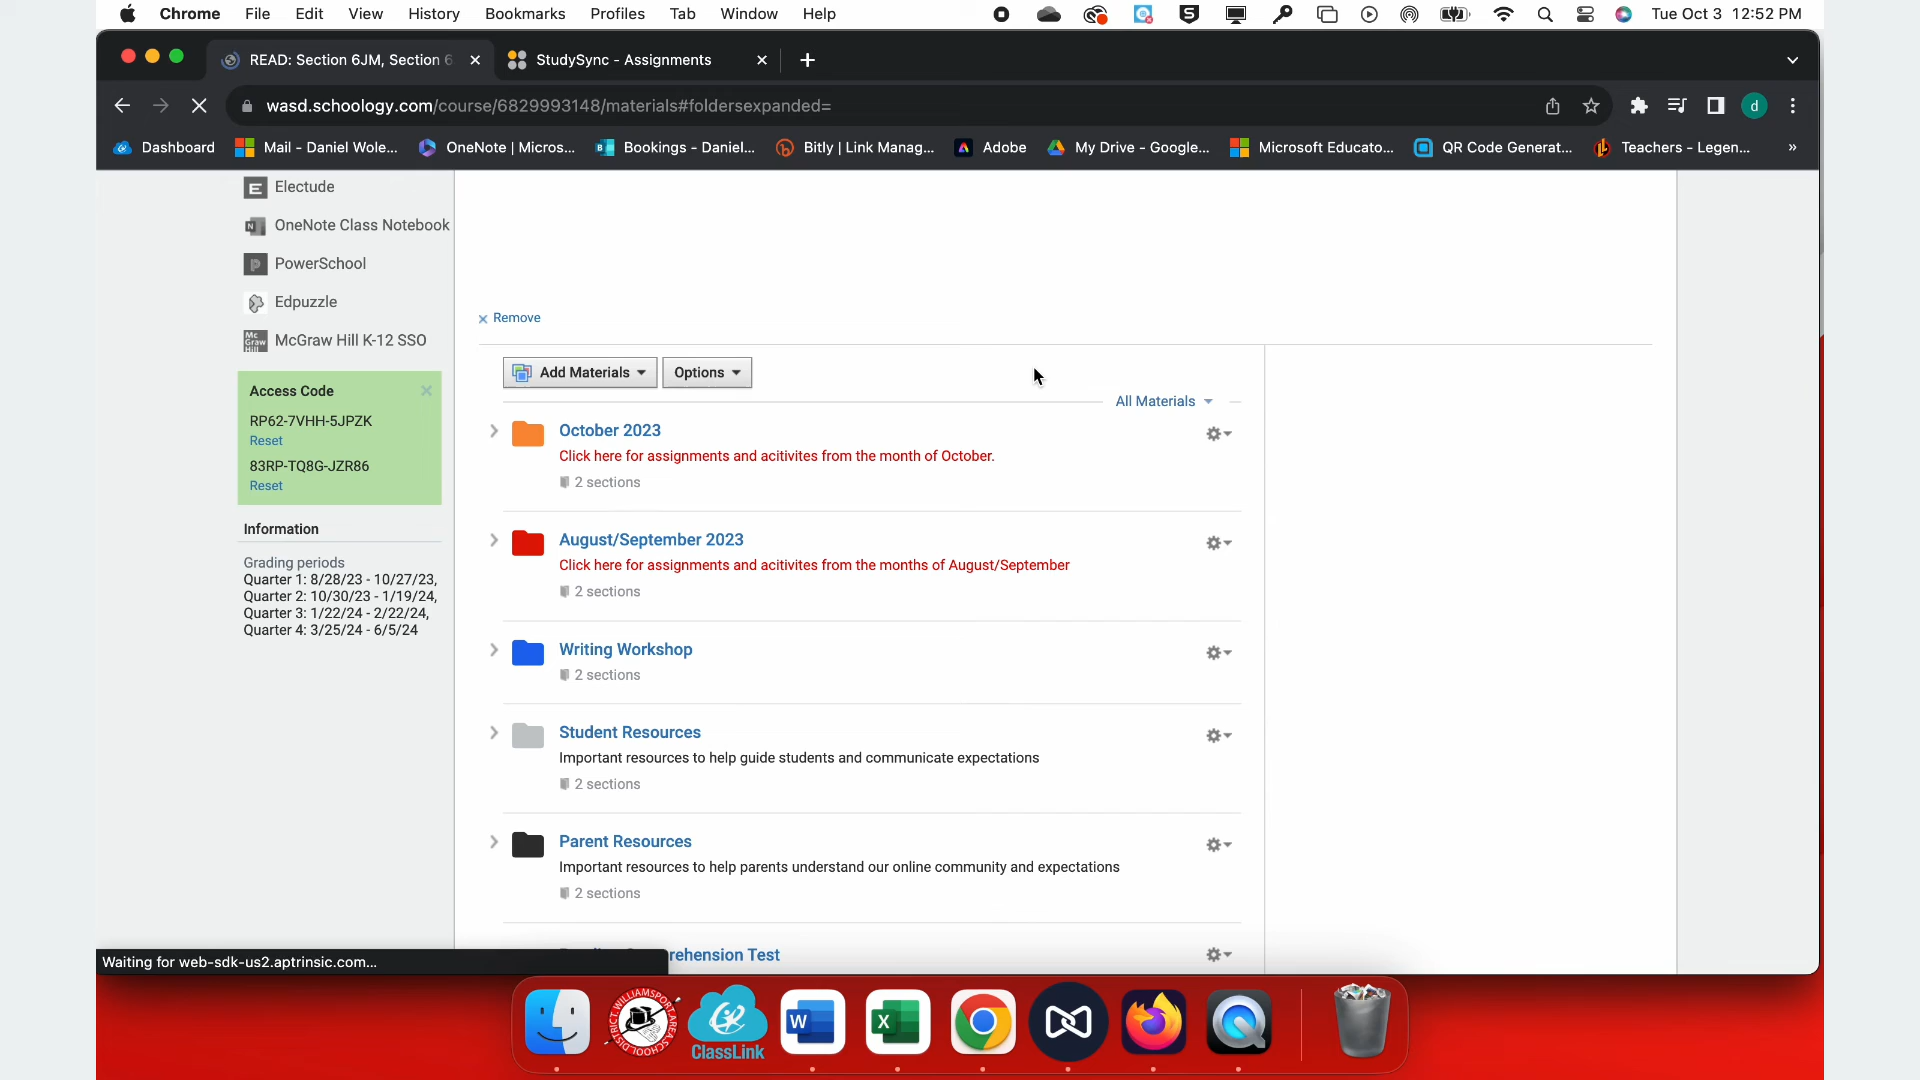 Chrome File Edit View History Bookmarks Profiles Tab Window Help Tue Oct 3 12:52 PM
READ: Section 6JM, Section 6 StudySync - Assignments
wasd.schoology.com/course/6829993148/materials#foldersexpanded= d
Dashboard Mail - Daniel Wole... OneNote | Micros... Bookings - Daniel... Bitly | Link Manag... Adobe My Drive - Google... Microsoft Educato... QR Code Generat... Teachers - Legen... »
Electude
OneNote Class Notebook
PowerSchool
Edpuzzle
McGraw Hill K-12 SSO
Access Code
RP62-7VHH-5JPZK
Reset
83RP-TQ8G-JZR86
Reset
Information
Grading periods
Quarter 1: 8/28/23 - 10/27/23,
Quarter 2: 10/30/23 - 1/19/24,
Quarter 3: 1/22/24 - 2/22/24,
Quarter 4: 3/25/24 - 6/5/24
Remove
Add Materials Options
All Materials
October 2023
Click here for assignments and acitivites from the month of October.
2 sections
August/September 2023
Click here for assignments and acitivites from the months of August/September
2 sections
Writing Workshop
2 sections
Student Resources
Important resources to help guide students and communicate expectations
2 sections
Parent Resources
Important resources to help parents understand our online community and expectations
2 sections
rehension Test
Waiting for web-sdk-us2.aptrinsic.com...
WILLIAMSPORT AREA SCHOOL DISTRICT
ClassLink
W
X